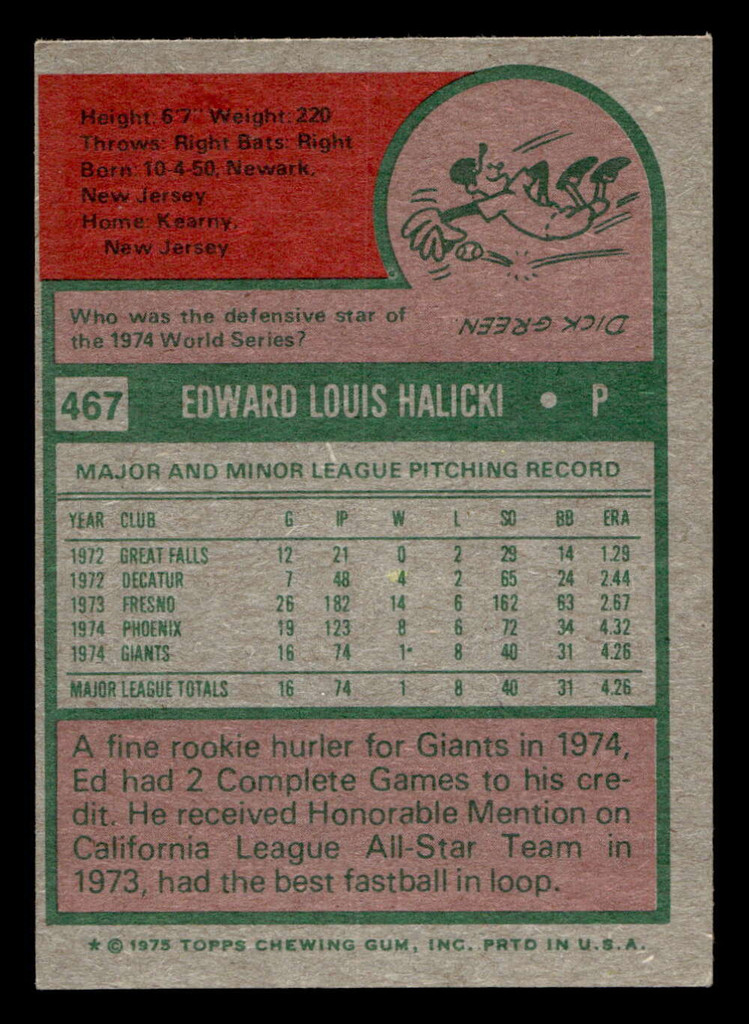 Height: 6'7" Weight: 220
Throws: Right Bats: Right
Born: 10-4-50, Newark,
New Jersey
Home: Kearny,
New Jersey
Who was the defensive star of
the 1974 World Series?
DICK GREEN
467 EDWARD LOUIS HALICKI • P
MAJOR AND MINOR LEAGUE PITCHING RECORD
YEAR CLUB G IP W L SO BB ERA
1972 GREAT FALLS 12 21 0 2 29 14 1.29
1972 DECATUR 7 48 4 2 65 24 2.44
1973 FRESNO 26 182 14 6 162 63 2.67
1974 PHOENIX 19 123 8 6 72 34 4.32
1974 GIANTS 16 74 1* 8 40 31 4.26
MAJOR LEAGUE TOTALS 16 74 1 8 40 31 4.26
A fine rookie hurler for Giants in 1974,
Ed had 2 Complete Games to his cre-
dit. He received Honorable Mention on
California League All-Star Team in
1973, had the best fastball in loop.
* © 1975 TOPPS CHEWING GUM, INC. PRTD IN U.S.A.